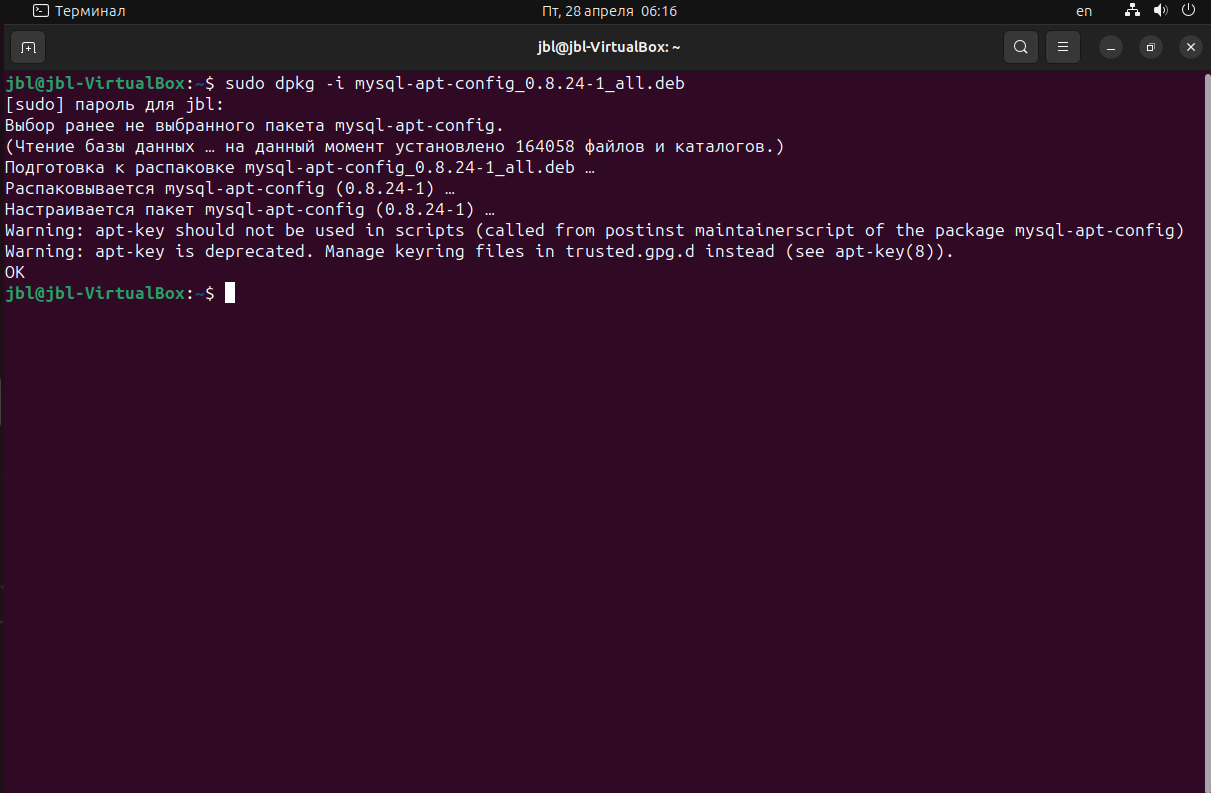 Терминал
Пт, 28 апреля 06:16
en
jbl@jbl-VirtualBox: ~
jbl@jbl-VirtualBox:~$ sudo dpkg -i mysql-apt-config_0.8.24-1_all.deb
[sudo] пароль для jbl:
Выбор ранее не выбранного пакета mysql-apt-config.
(Чтение базы данных … на данный момент установлено 164058 файлов и каталогов.)
Подготовка к распаковке mysql-apt-config_0.8.24-1_all.deb …
Распаковывается mysql-apt-config (0.8.24-1) …
Настраивается пакет mysql-apt-config (0.8.24-1) …
Warning: apt-key should not be used in scripts (called from postinst maintainerscript of the package mysql-apt-config)
Warning: apt-key is deprecated. Manage keyring files in trusted.gpg.d instead (see apt-key(8)).
OK
jbl@jbl-VirtualBox:~$